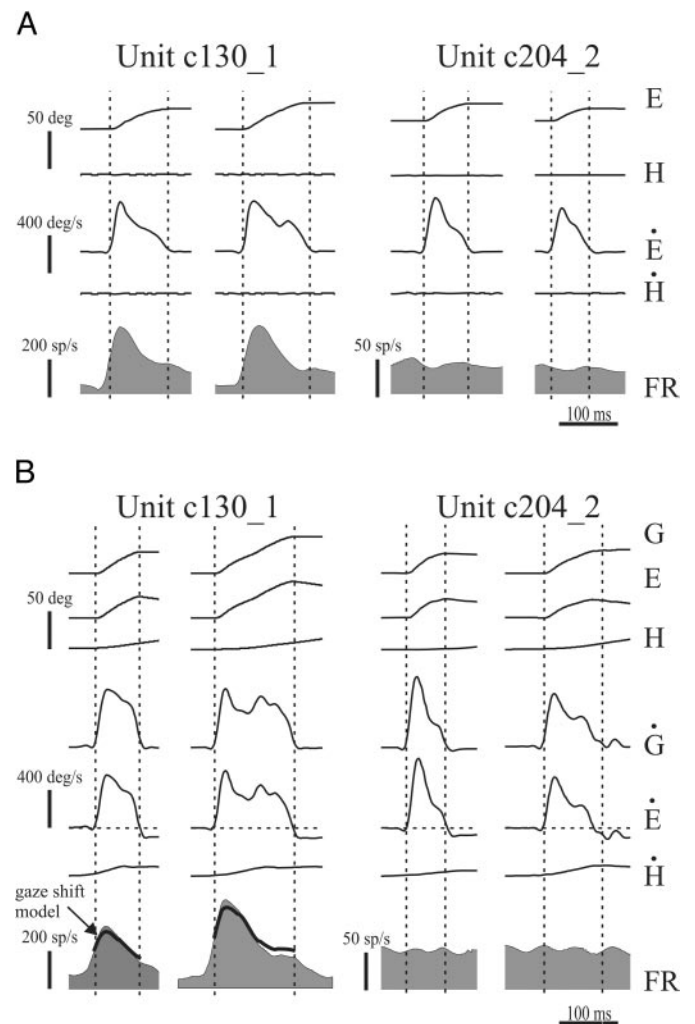 A
Unit c130_1
Unit c204_2
E
50 deg
H
400 deg/s
Ė
Ḣ
200 sp/s
50 sp/s
FR
100 ms
B
Unit c130_1
Unit c204_2
G
E
50 deg
H
Ġ
400 deg/s
Ė
Ḣ
gaze shift
model
200 sp/s
50 sp/s
FR
100 ms